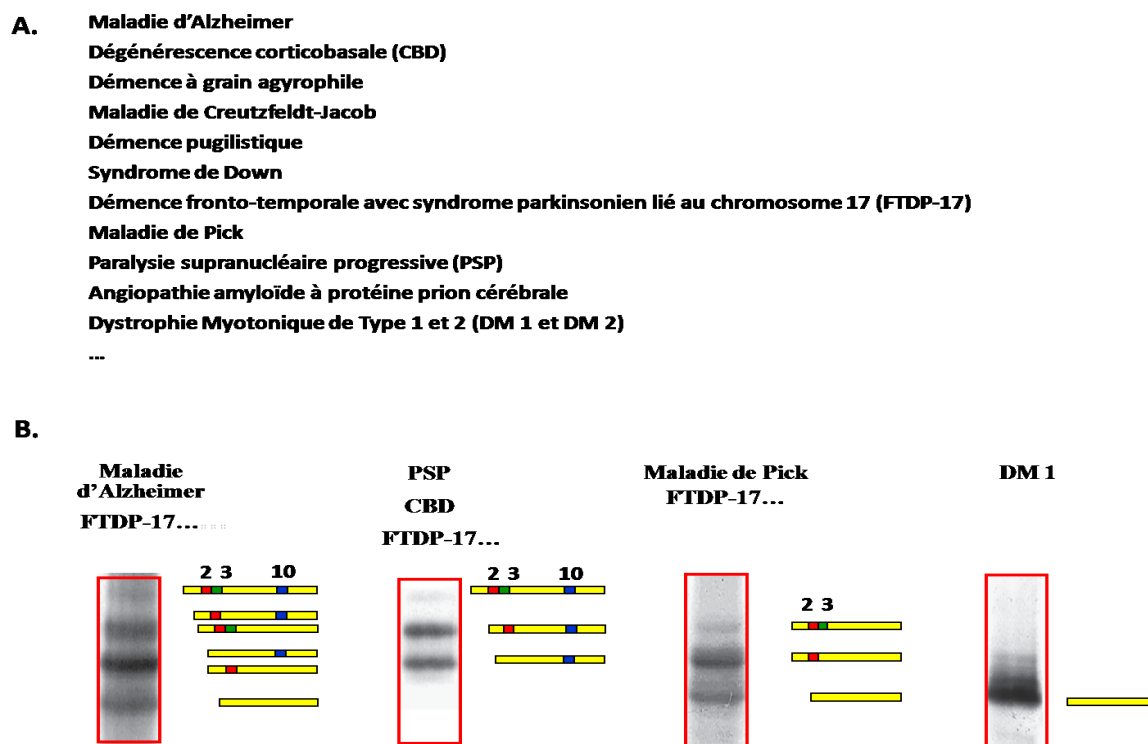 A.
Maladie d'Alzheimer
Dégénérescence corticobasale (CBD)
Démence à grain agyrophile
Maladie de Creutzfeldt-Jacob
Démence pugilistique
Syndrome de Down
Démence fronto-temporale avec syndrome parkinsonien lié au chromosome 17 (FTDP-17)
Maladie de Pick
Paralysie supranucléaire progressive (PSP)
Angiopathie amyloïde à protéine prion cérébrale
Dystrophie Myotonique de Type 1 et 2 (DM 1 et DM 2)
...
B.
Maladie
d'Alzheimer
FTDP-17...
2 3 10
PSP
CBD
FTDP-17...
2 3 10
Maladie de Pick
FTDP-17...
2 3
DM 1